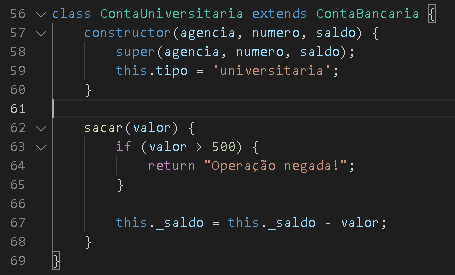 56 class ContaUniversitaria extends ContaBancaria {
57     constructor(agencia, numero, saldo) {
58         super(agencia, numero, saldo);
59         this.tipo = 'universitaria';
60     }
61
62     sacar(valor) {
63         if (valor > 500) {
64             return "Operação negada!";
65         }
66
67         this._saldo = this._saldo - valor;
68     }
69 }